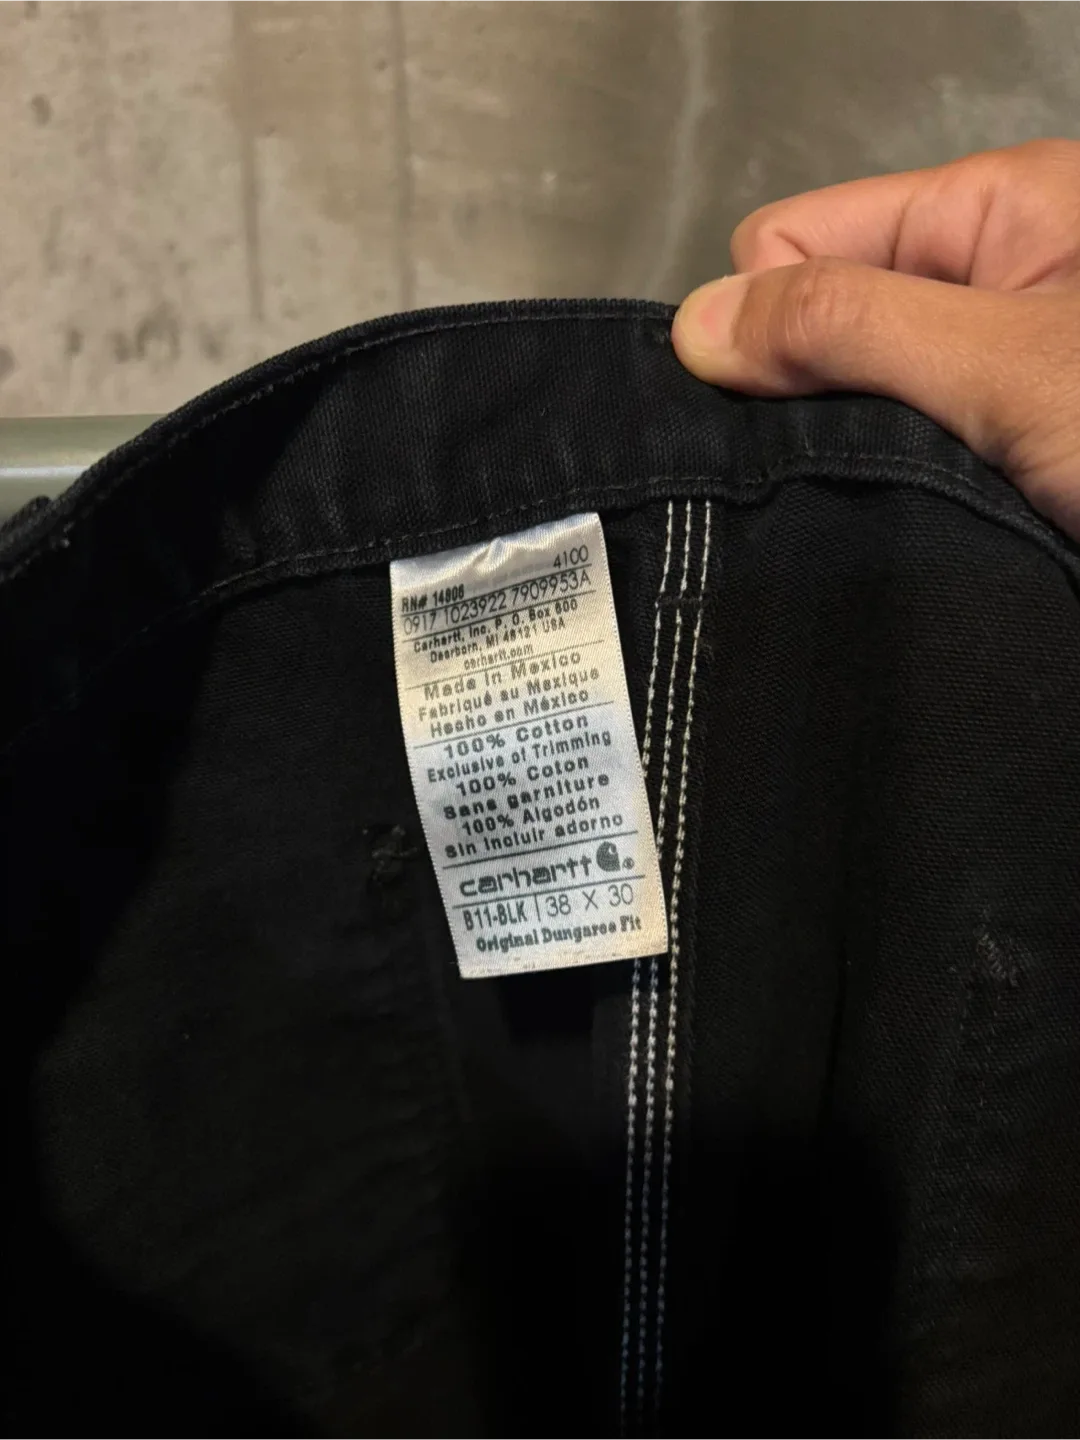 4100
RN# 14806
0917 1023922 7909953A
Carhartt, Inc. P. O. Box 600
Dearborn, MI 48121 USA
carhartt.com
Made in Mexico
Fabriqué au Mexique
Hecho en México
100% Cotton
Exclusive of Trimming
100% Coton
Sans garniture
100% Algodón
Sin incluir adorno
carhartt ®
B11-BLK | 38 X 30
Original Dungaree Fit